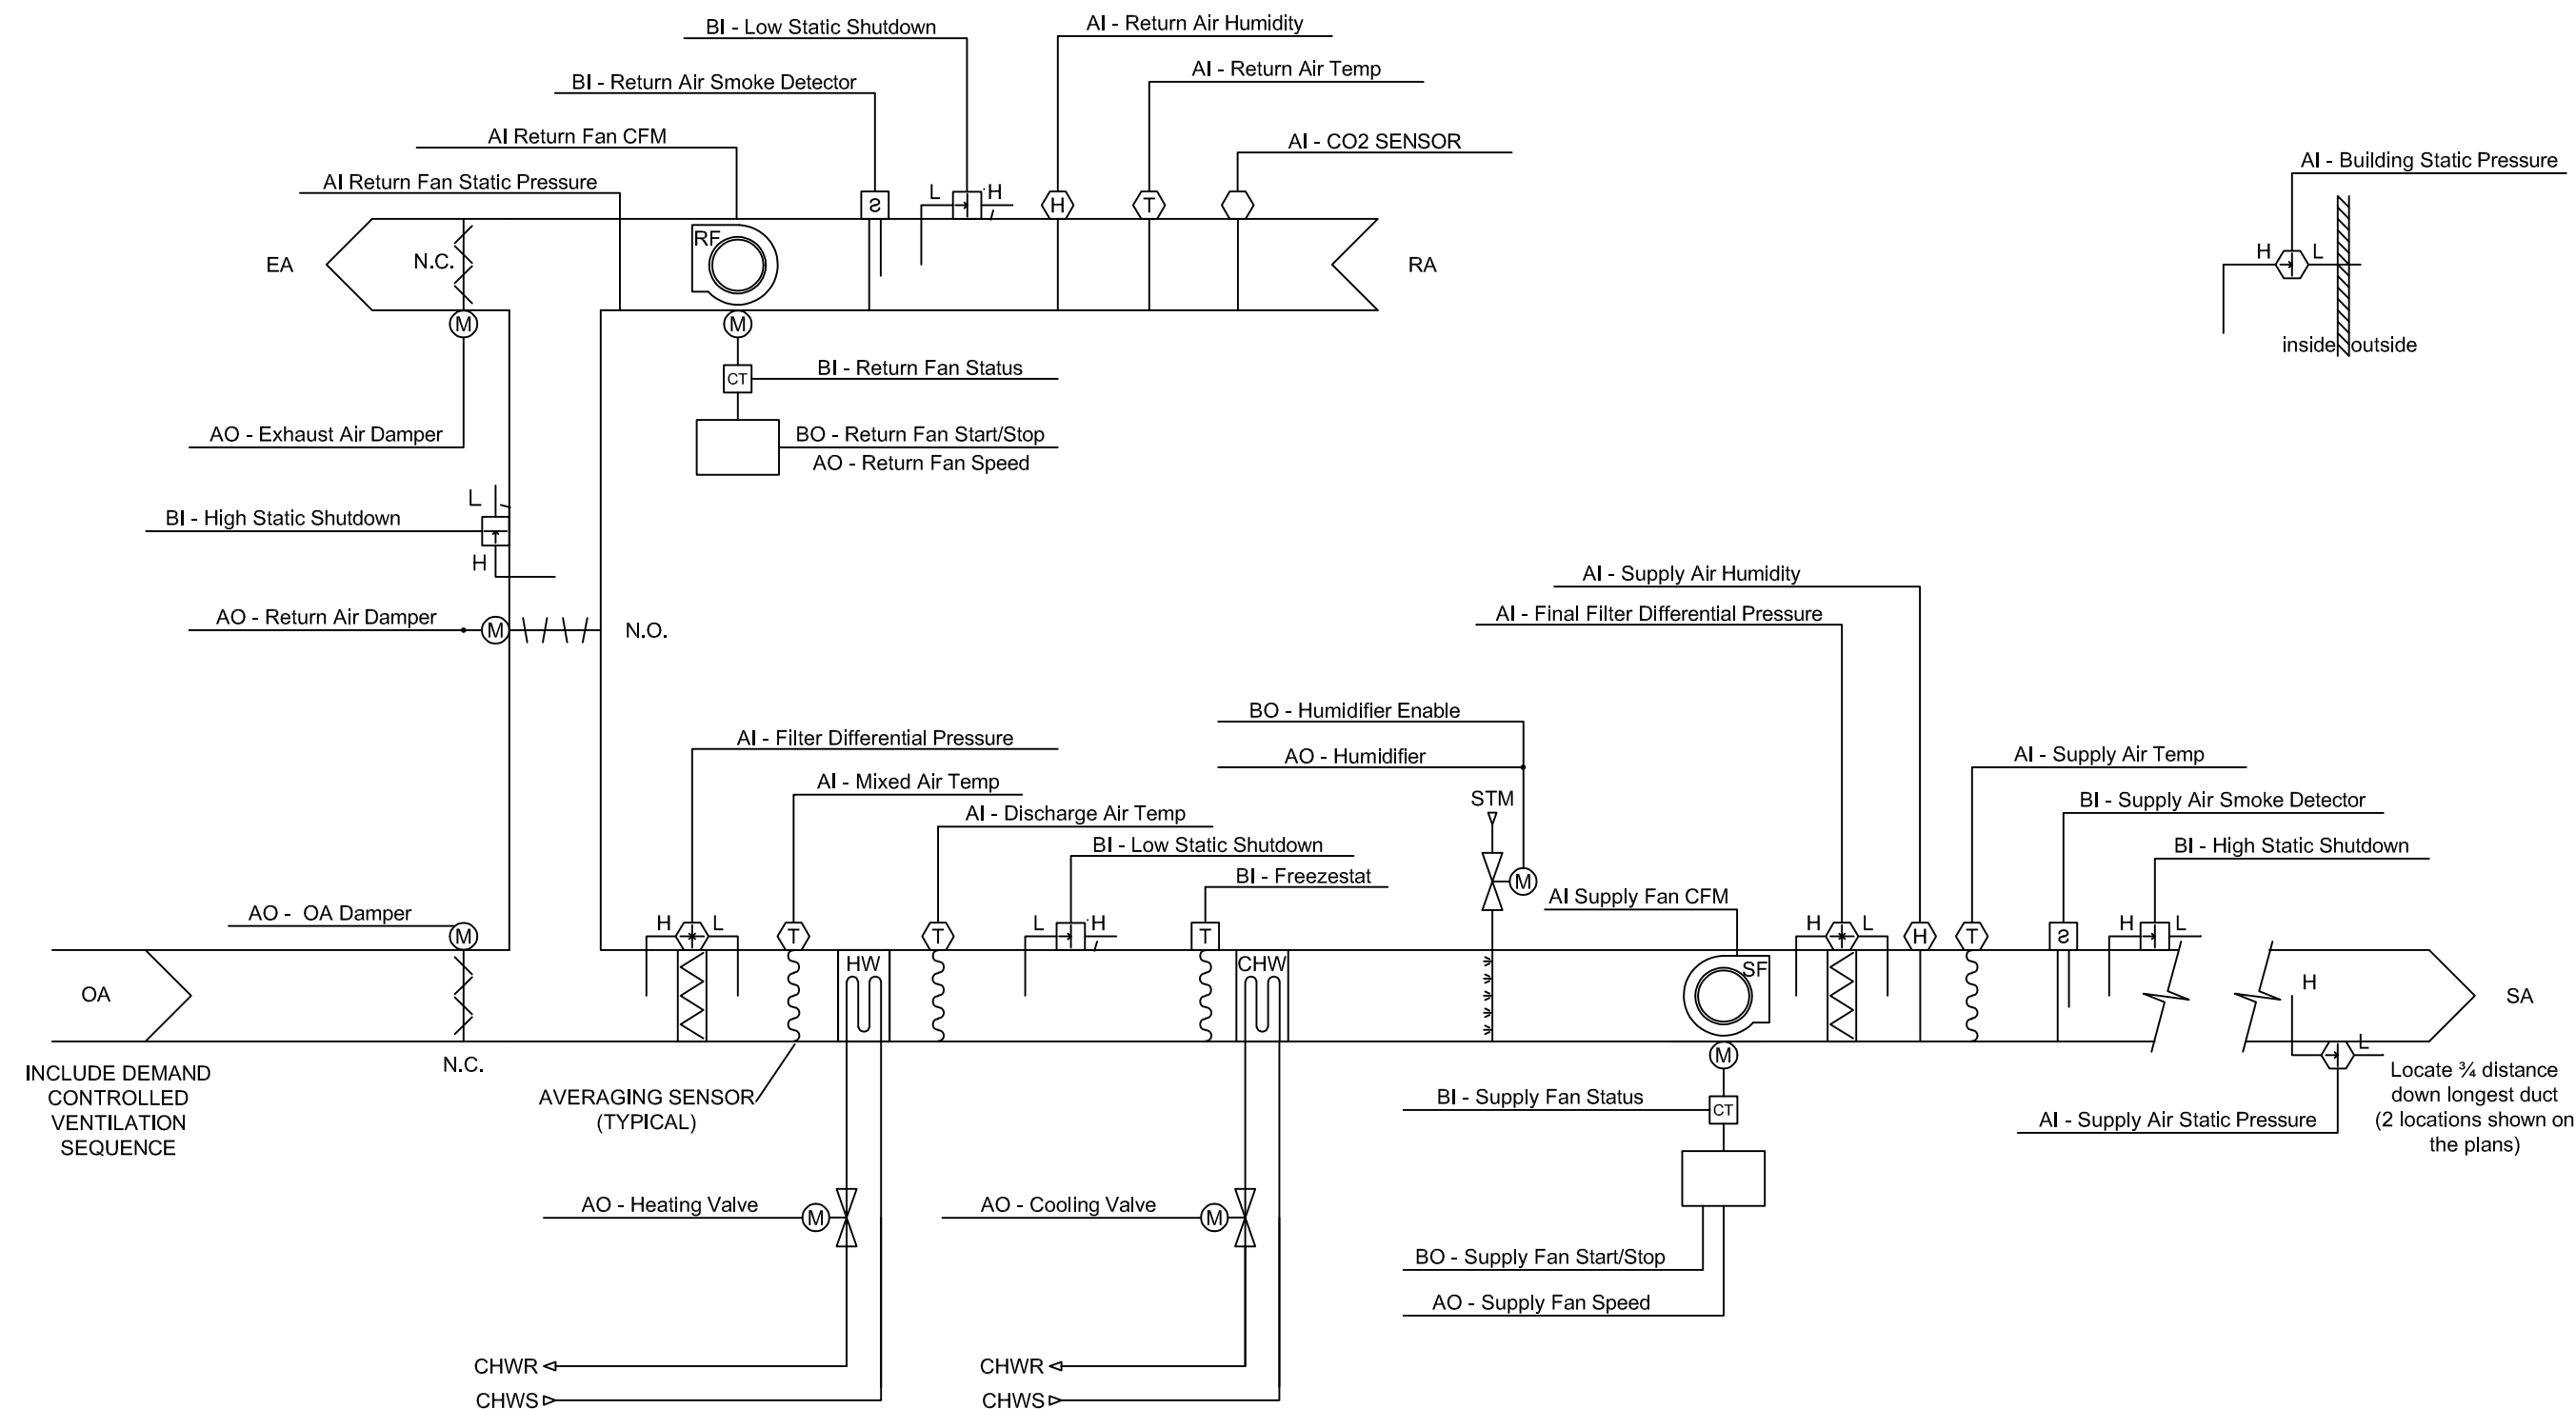 BI - Low Static Shutdown
AI - Return Air Humidity
BI - Return Air Smoke Detector
AI - Return Air Temp
AI Return Fan CFM
AI - CO2 SENSOR
AI Return Fan Static Pressure
AI - Building Static Pressure
S
L
H
H
T
RF
EA
N.C.
RA
H
L
M
M
inside
outside
CT
BI - Return Fan Status
AO - Exhaust Air Damper
BO - Return Fan Start/Stop
AO - Return Fan Speed
L
BI - High Static Shutdown
H
AO - Return Air Damper
M
N.O.
AI - Supply Air Humidity
AI - Final Filter Differential Pressure
BO - Humidifier Enable
AI - Filter Differential Pressure
AO - Humidifier
AI - Supply Air Temp
AI - Mixed Air Temp
STM
BI - Supply Air Smoke Detector
AI - Discharge Air Temp
BI - Low Static Shutdown
BI - High Static Shutdown
BI - Freezestat
M
AI Supply Fan CFM
AO - OA Damper
M
H
L
T
T
L
H
T
H
L
H
T
S
H
L
HW
CHW
SF
OA
H
SA
INCLUDE DEMAND
CONTROLLED
VENTILATION
SEQUENCE
N.C.
AVERAGING SENSOR
(TYPICAL)
M
L
Locate ¾ distance
down longest duct
(2 locations shown on
the plans)
BI - Supply Fan Status
CT
AI - Supply Air Static Pressure
AO - Heating Valve
M
AO - Cooling Valve
M
BO - Supply Fan Start/Stop
AO - Supply Fan Speed
CHWR
CHWS
CHWR
CHWS